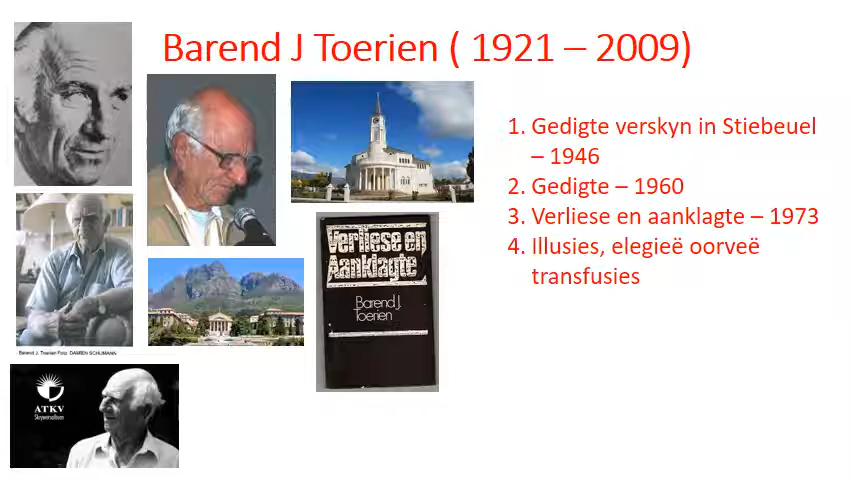 Barend J Toerien ( 1921 – 2009)
1. Gedigte verskyn in Stiebeuel
– 1946
2. Gedigte – 1960
3. Verliese en aanklagte – 1973
4. Illusies, elegieë oorveë
transfusies
Verliese en
Aanklagte
Barend J.
Toerien
Barend J. Toerien Foto: DAMIEN SCHUMANN
ATKV
Skrywersalbum